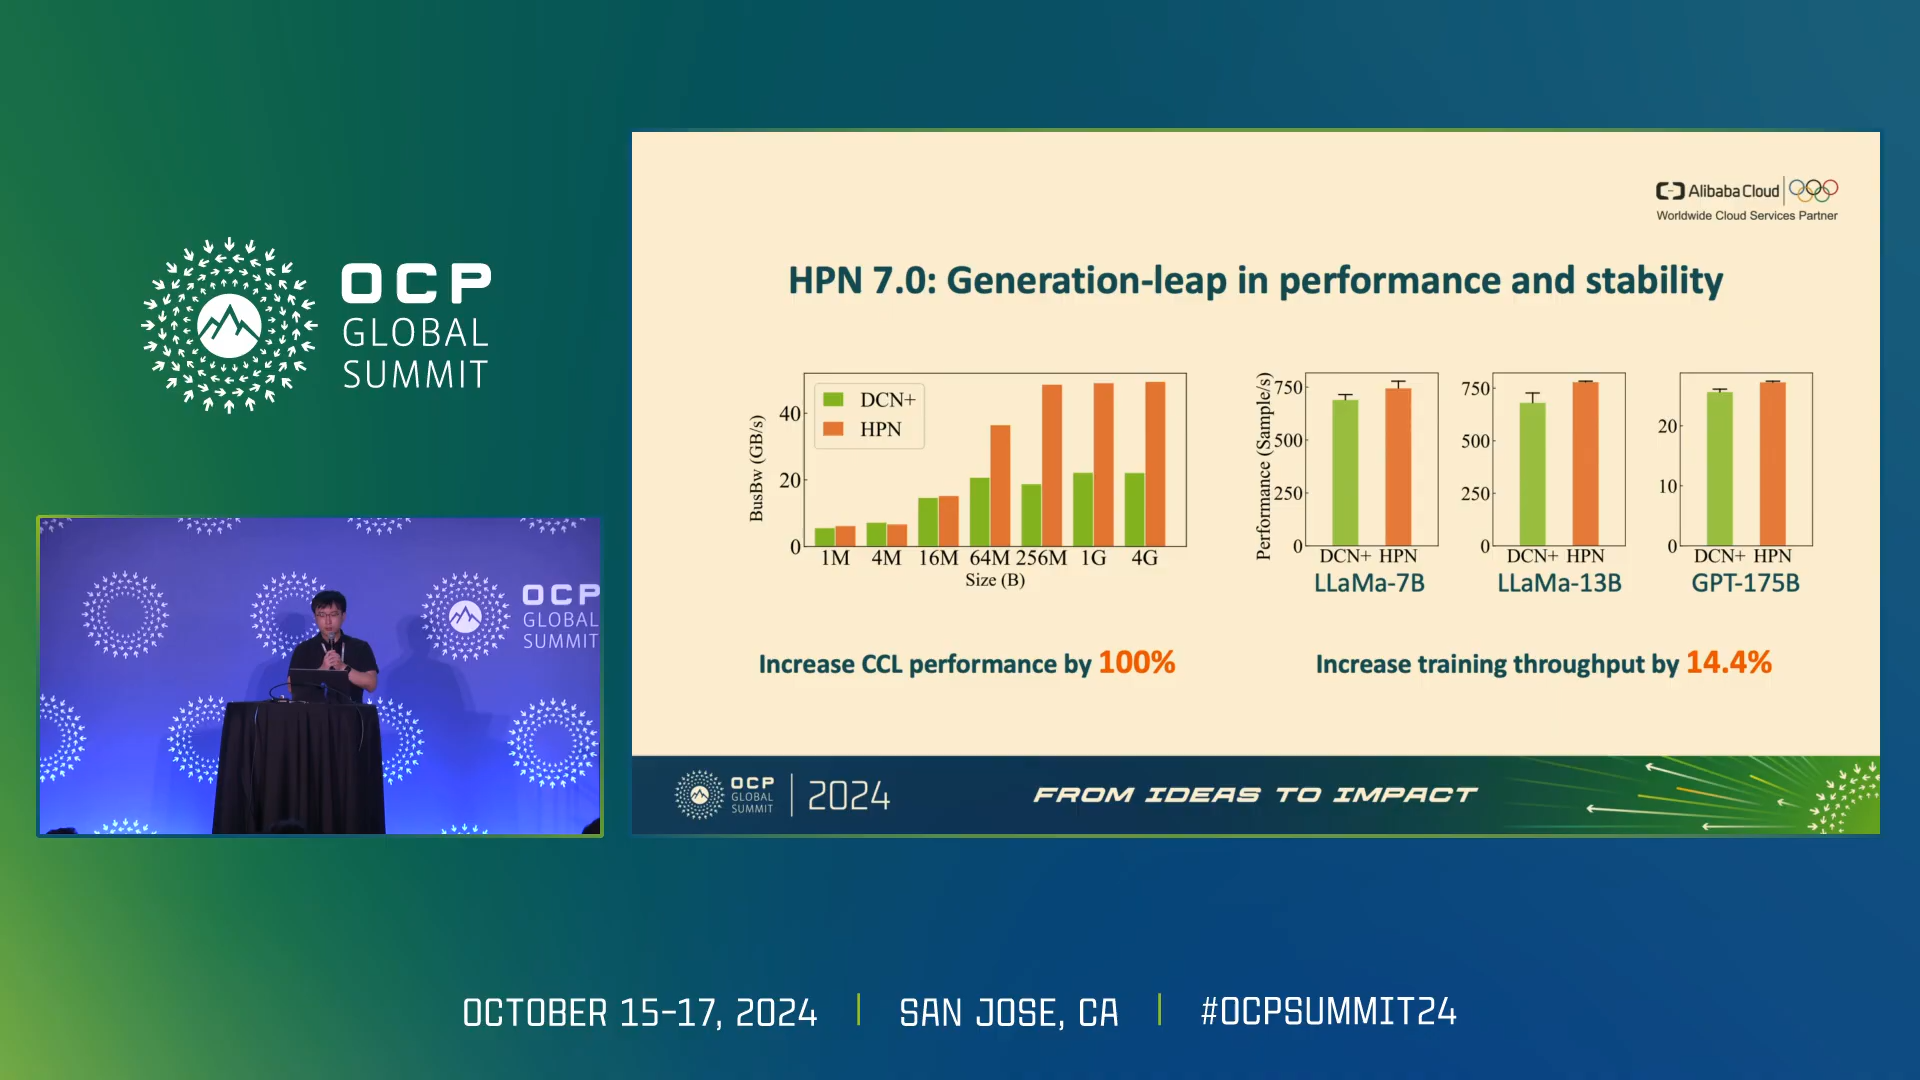 OCP
GLOBAL
SUMMIT
OCP
GLOBAL
SUMMIT
Alibaba Cloud
Worldwide Cloud Services Partner
HPN 7.0: Generation-leap in performance and stability
BusBw (GB/s)
40
20
0
DCN+
HPN
1M 4M 16M 64M 256M 1G 4G
Size (B)
Performance (Sample/s)
750
500
250
0
DCN+ HPN
LLaMa-7B
750
500
250
0
DCN+ HPN
LLaMa-13B
20
10
0
DCN+ HPN
GPT-175B
Increase CCL performance by 100%
Increase training throughput by 14.4%
OCP
GLOBAL
SUMMIT
2024
FROM IDEAS TO IMPACT
OCTOBER 15-17, 2024 | SAN JOSE, CA | #OCPSUMMIT24